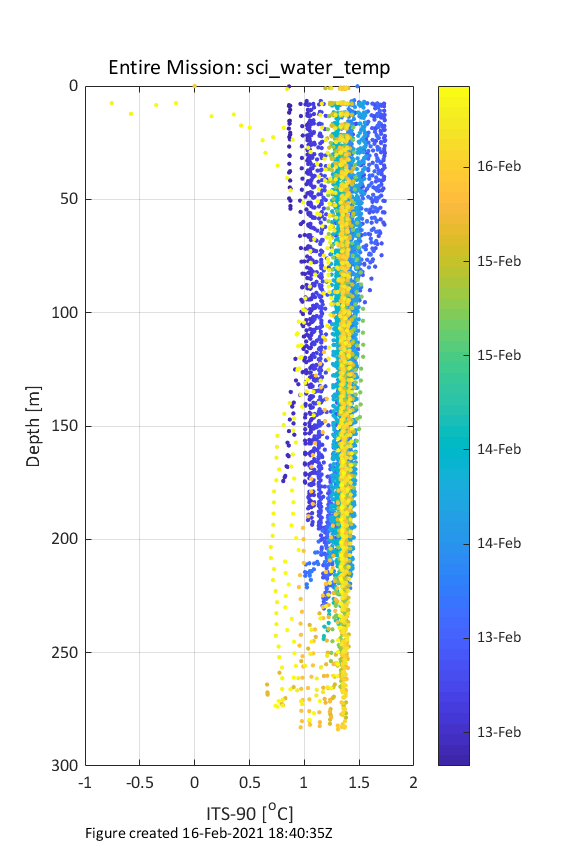 Entire Mission: sci_water_temp
0
50
100
150
200
250
300
Depth [m]
-1 -0.5 0 0.5 1 1.5 2
ITS-90 [°C]
Figure created 16-Feb-2021 18:40:35Z
16-Feb
15-Feb
15-Feb
14-Feb
14-Feb
13-Feb
13-Feb